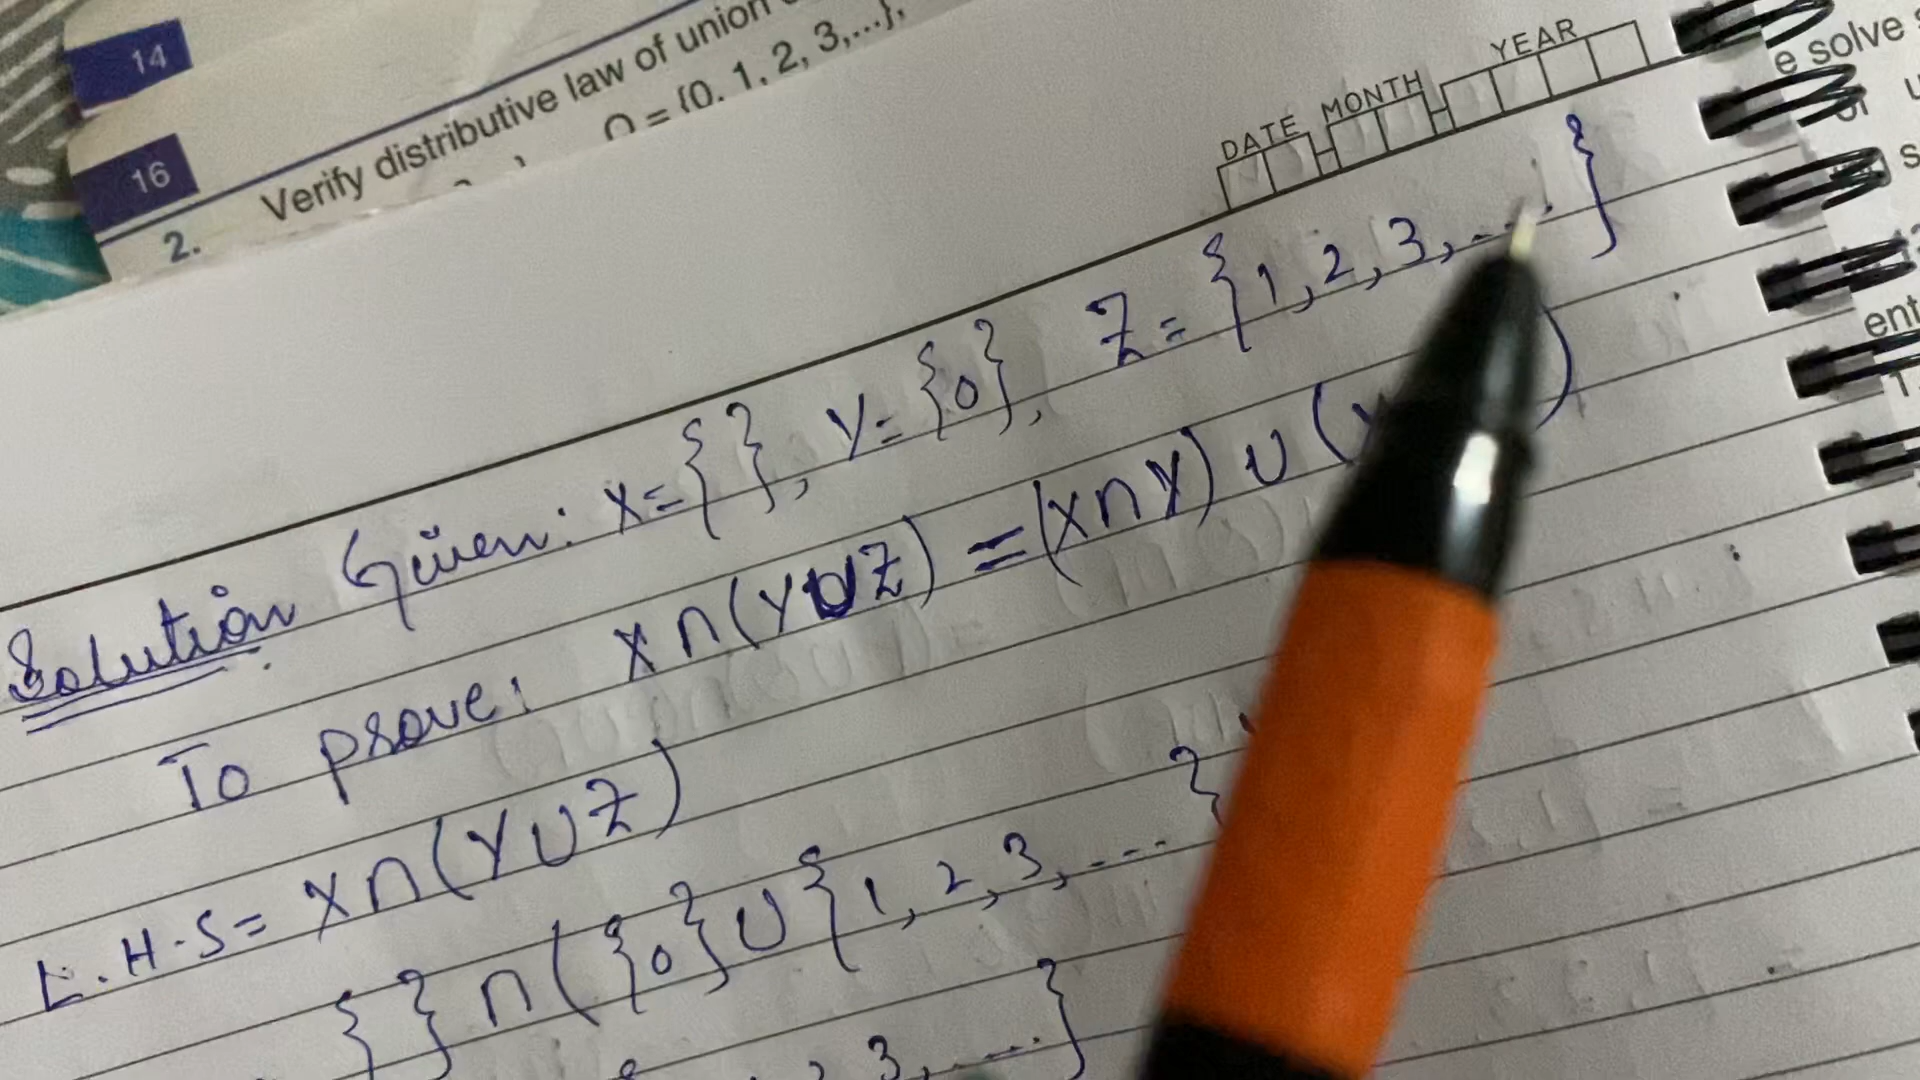 14
16
2. Verify distributive law of union
= {0, 1, 2, 3,...},
DATE MONTH YEAR
e solve
ent
1.
Solution Given: X = { }, Y = {0}, Z = {1, 2, 3, ... }
To prove: X ∩ (Y ∪ Z) = (X ∩ Y) ∪ ( )
L.H.S = X ∩ (Y ∪ Z)
{ } ∩ ({0} ∪ {1, 2, 3, ---- }
3, ---- }